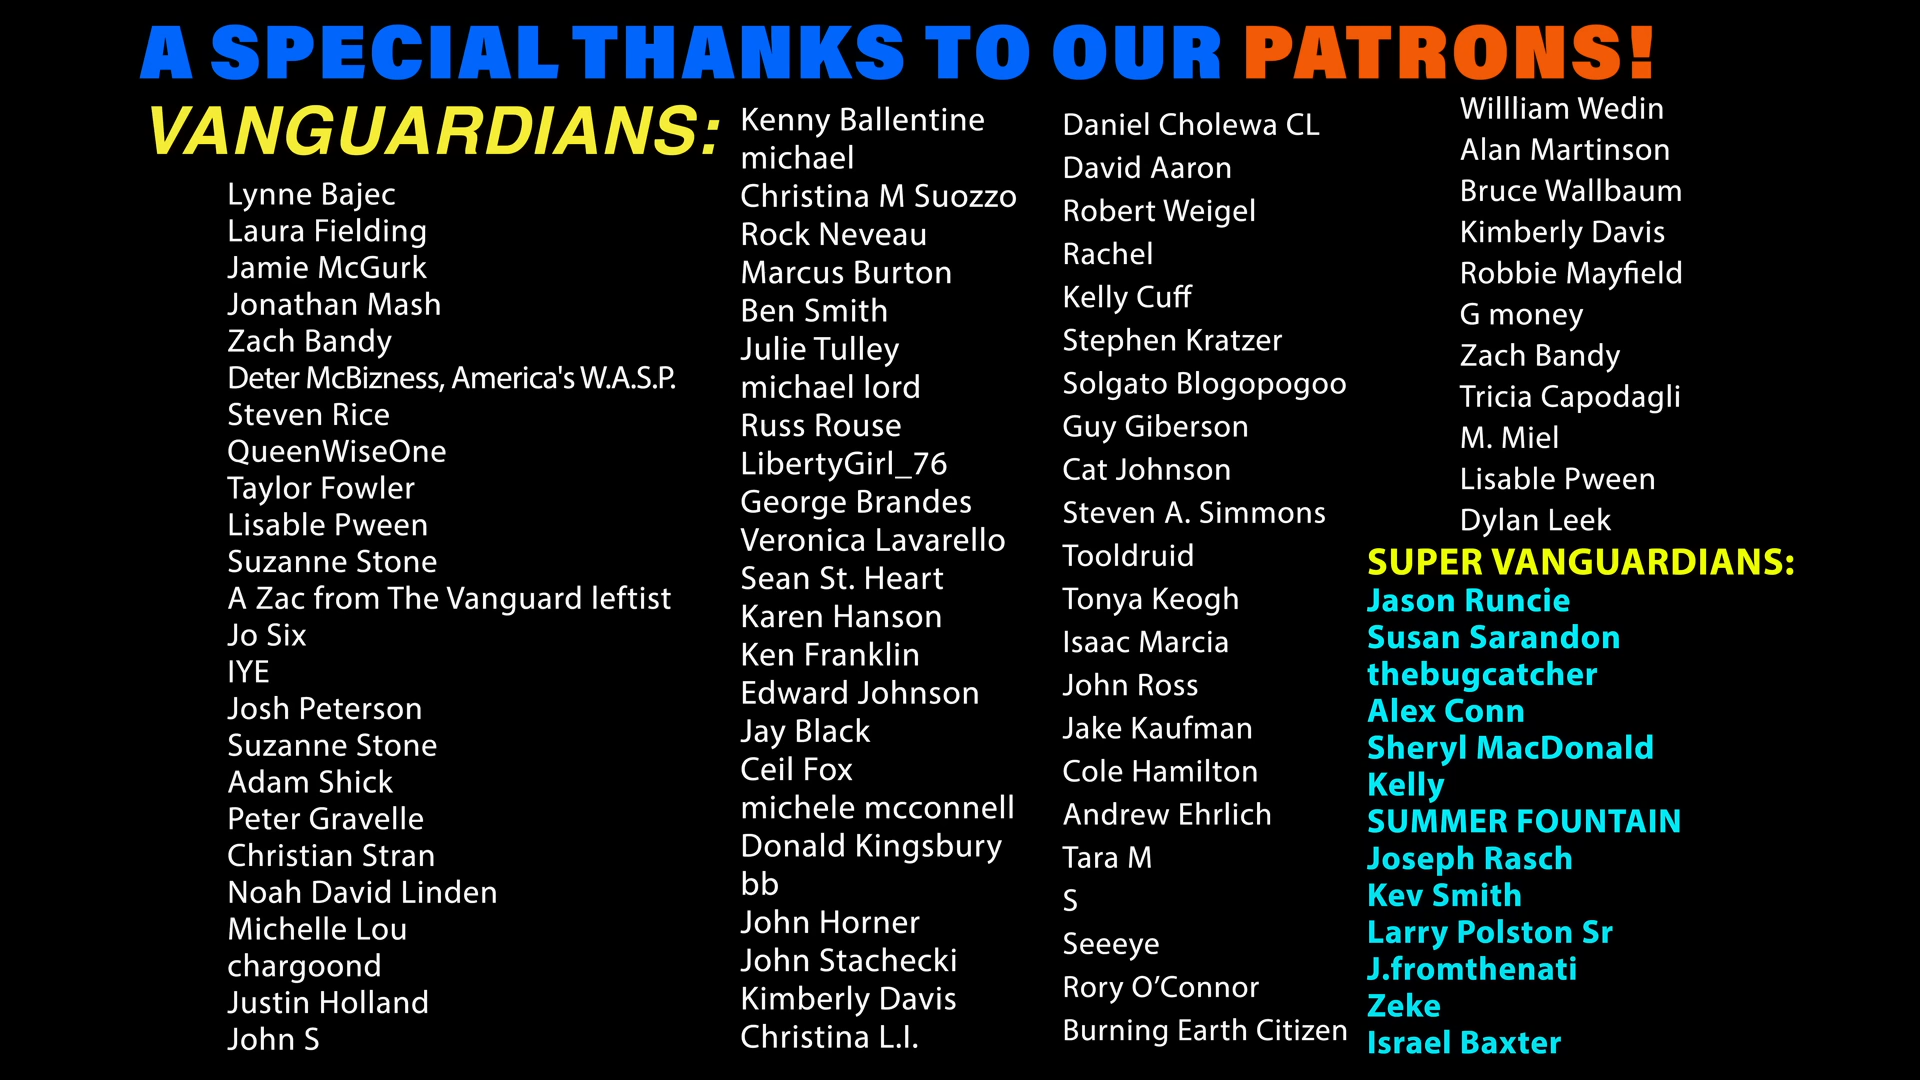 A SPECIAL THANKS TO OUR PATRONS!
VANGUARDIANS:
Lynne Bajec
Laura Fielding
Jamie McGurk
Jonathan Mash
Zach Bandy
Deter McBizness, America's W.A.S.P.
Steven Rice
QueenWiseOne
Taylor Fowler
Lisable Pween
Suzanne Stone
A Zac from The Vanguard leftist
Jo Six
IYE
Josh Peterson
Suzanne Stone
Adam Shick
Peter Gravelle
Christian Stran
Noah David Linden
Michelle Lou
chargoond
Justin Holland
John S
Kenny Ballentine
michael
Christina M Suozzo
Rock Neveau
Marcus Burton
Ben Smith
Julie Tulley
michael lord
Russ Rouse
LibertyGirl_76
George Brandes
Veronica Lavarello
Sean St. Heart
Karen Hanson
Ken Franklin
Edward Johnson
Jay Black
Ceil Fox
michele mcconnell
Donald Kingsbury
bb
John Horner
John Stachecki
Kimberly Davis
Christina L.I.
Daniel Cholewa CL
David Aaron
Robert Weigel
Rachel
Kelly Cuff
Stephen Kratzer
Solgato Blogopogoo
Guy Giberson
Cat Johnson
Steven A. Simmons
Tooldruid
Tonya Keogh
Isaac Marcia
John Ross
Jake Kaufman
Cole Hamilton
Andrew Ehrlich
Tara M
S
Seeeye
Rory O’Connor
Burning Earth Citizen
Willliam Wedin
Alan Martinson
Bruce Wallbaum
Kimberly Davis
Robbie Mayfield
G money
Zach Bandy
Tricia Capodagli
M. Miel
Lisable Pween
Dylan Leek
SUPER VANGUARDIANS:
Jason Runcie
Susan Sarandon
thebugcatcher
Alex Conn
Sheryl MacDonald
Kelly
SUMMER FOUNTAIN
Joseph Rasch
Kev Smith
Larry Polston Sr
J.fromthenati
Zeke
Israel Baxter